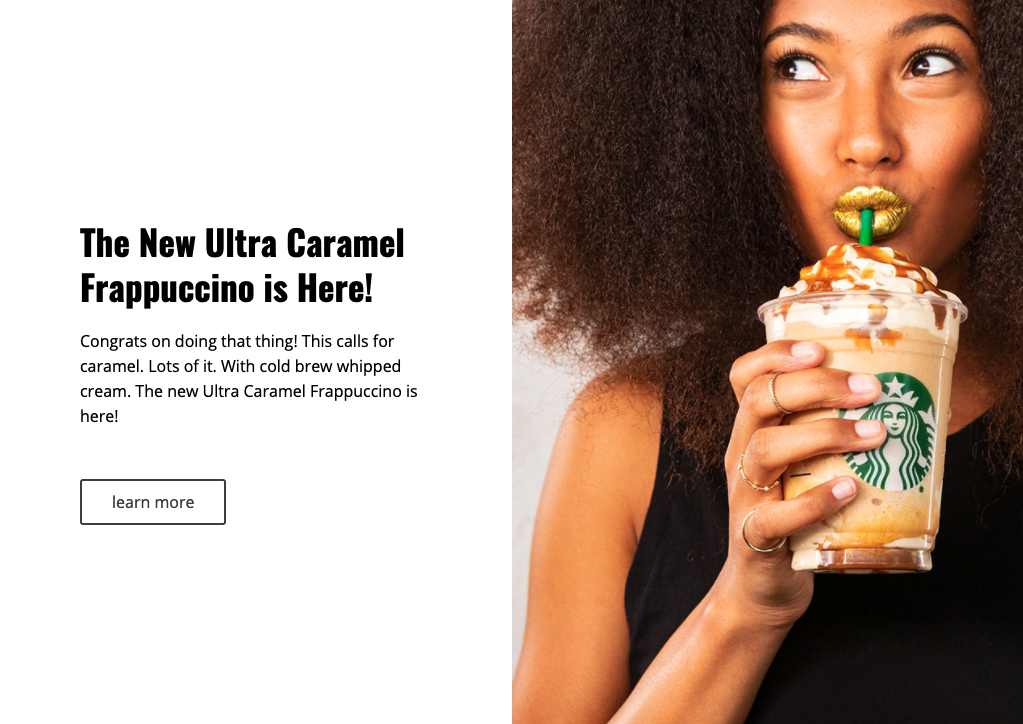 The New Ultra Caramel
Frappuccino is Here!
Congrats on doing that thing! This calls for
caramel. Lots of it. With cold brew whipped
cream. The new Ultra Caramel Frappuccino is
here!
learn more